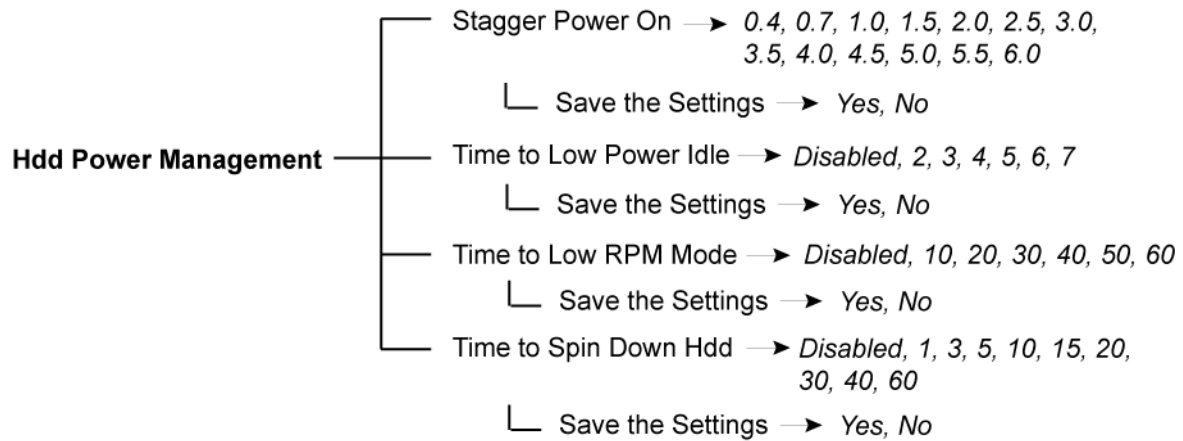 Stagger Power On 0.4, 0.7, 1.0, 1.5, 2.0, 2.5, 3.0,
3.5, 4.0, 4.5, 5.0, 5.5, 6.0
Save the Settings Yes, No
Hdd Power Management Time to Low Power Idle Disabled, 2, 3, 4, 5, 6, 7
Save the Settings Yes, No
Time to Low RPM Mode Disabled, 10, 20, 30, 40, 50, 60
Save the Settings Yes, No
Time to Spin Down Hdd Disabled, 1, 3, 5, 10, 15, 20,
30, 40, 60
Save the Settings Yes, No